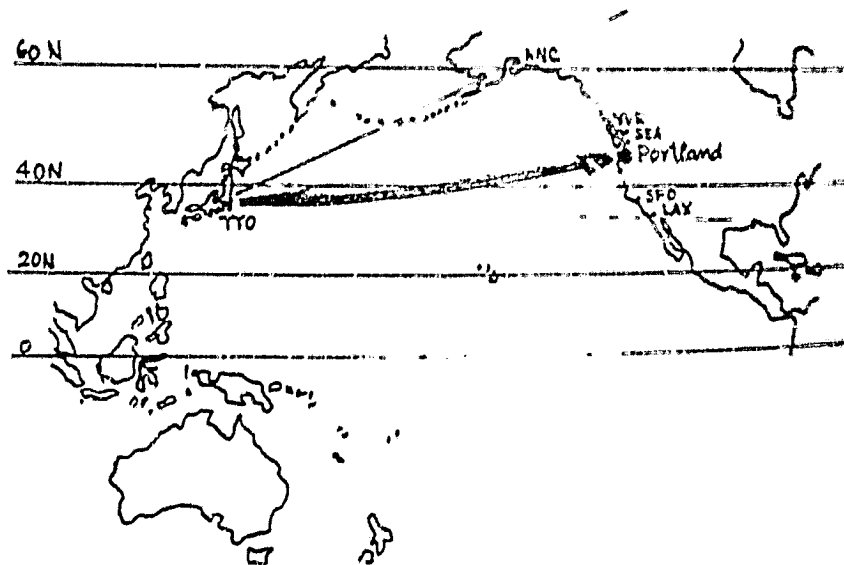 60 N
ANC
YVR
SEA
Portland
40N
SFO
LAX
TYO
20N
0